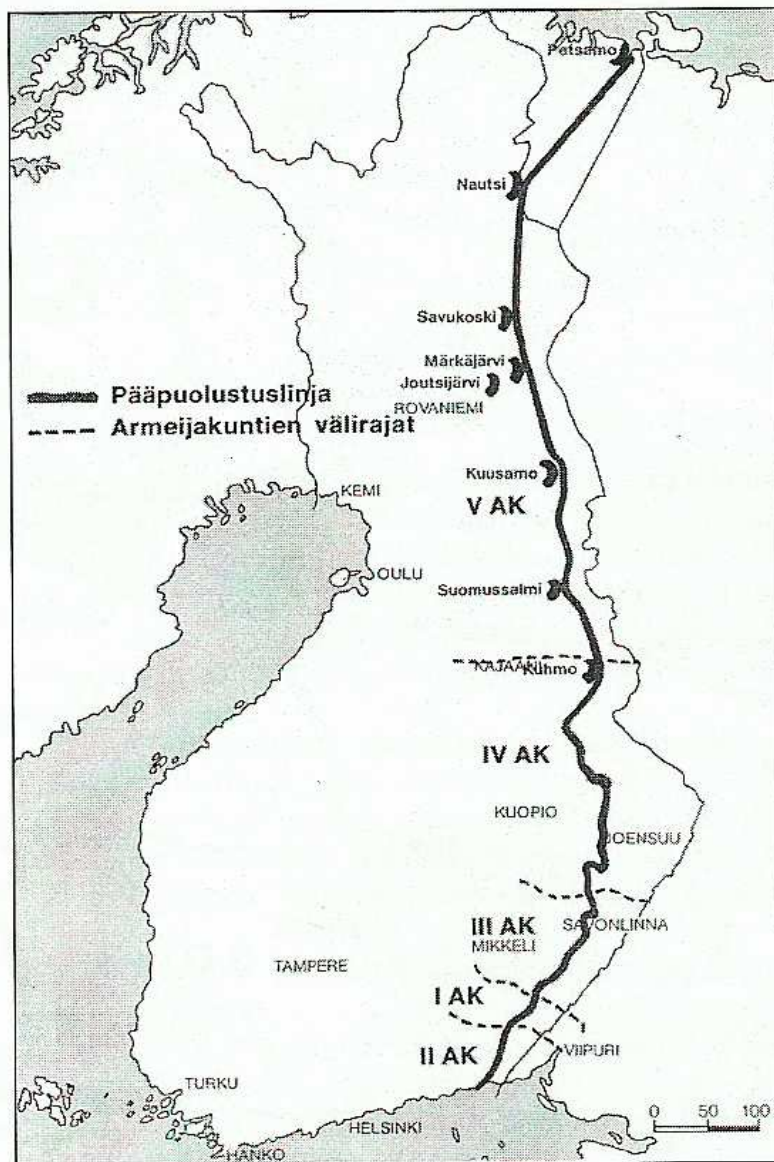 Petsamo
Nautsi
Savukoski
Märkäjärvi
Joutsijärvi
ROVANIEMI
Pääpuolustuslinja
Armeijakuntien välirajat
Kuusamo
KEMI
V AK
OULU
Suomussalmi
KAJAANI
Kuhmo
IV AK
KUOPIO
JOENSUU
III AK
SAVONLINNA
MIKKELI
TAMPERE
I AK
II AK
VIIPURI
TURKU
HELSINKI
HANKO
0 50 100